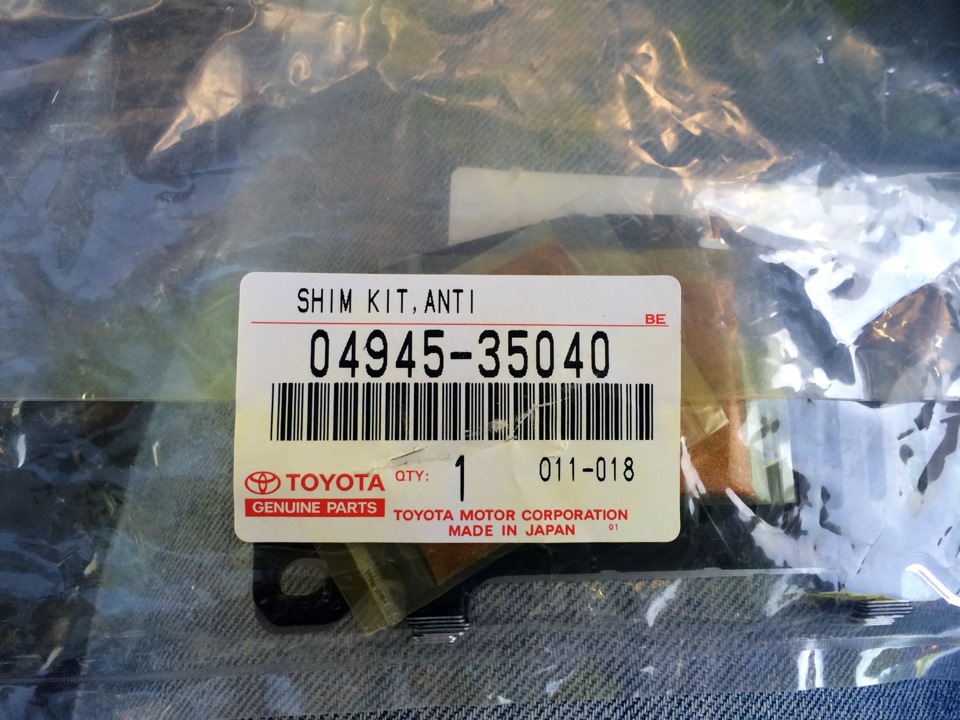 SHIM KIT,ANTI
BE
04945-35040
TOYOTA QTY: 1 011-018
GENUINE PARTS
TOYOTA MOTOR CORPORATION
MADE IN JAPAN 01